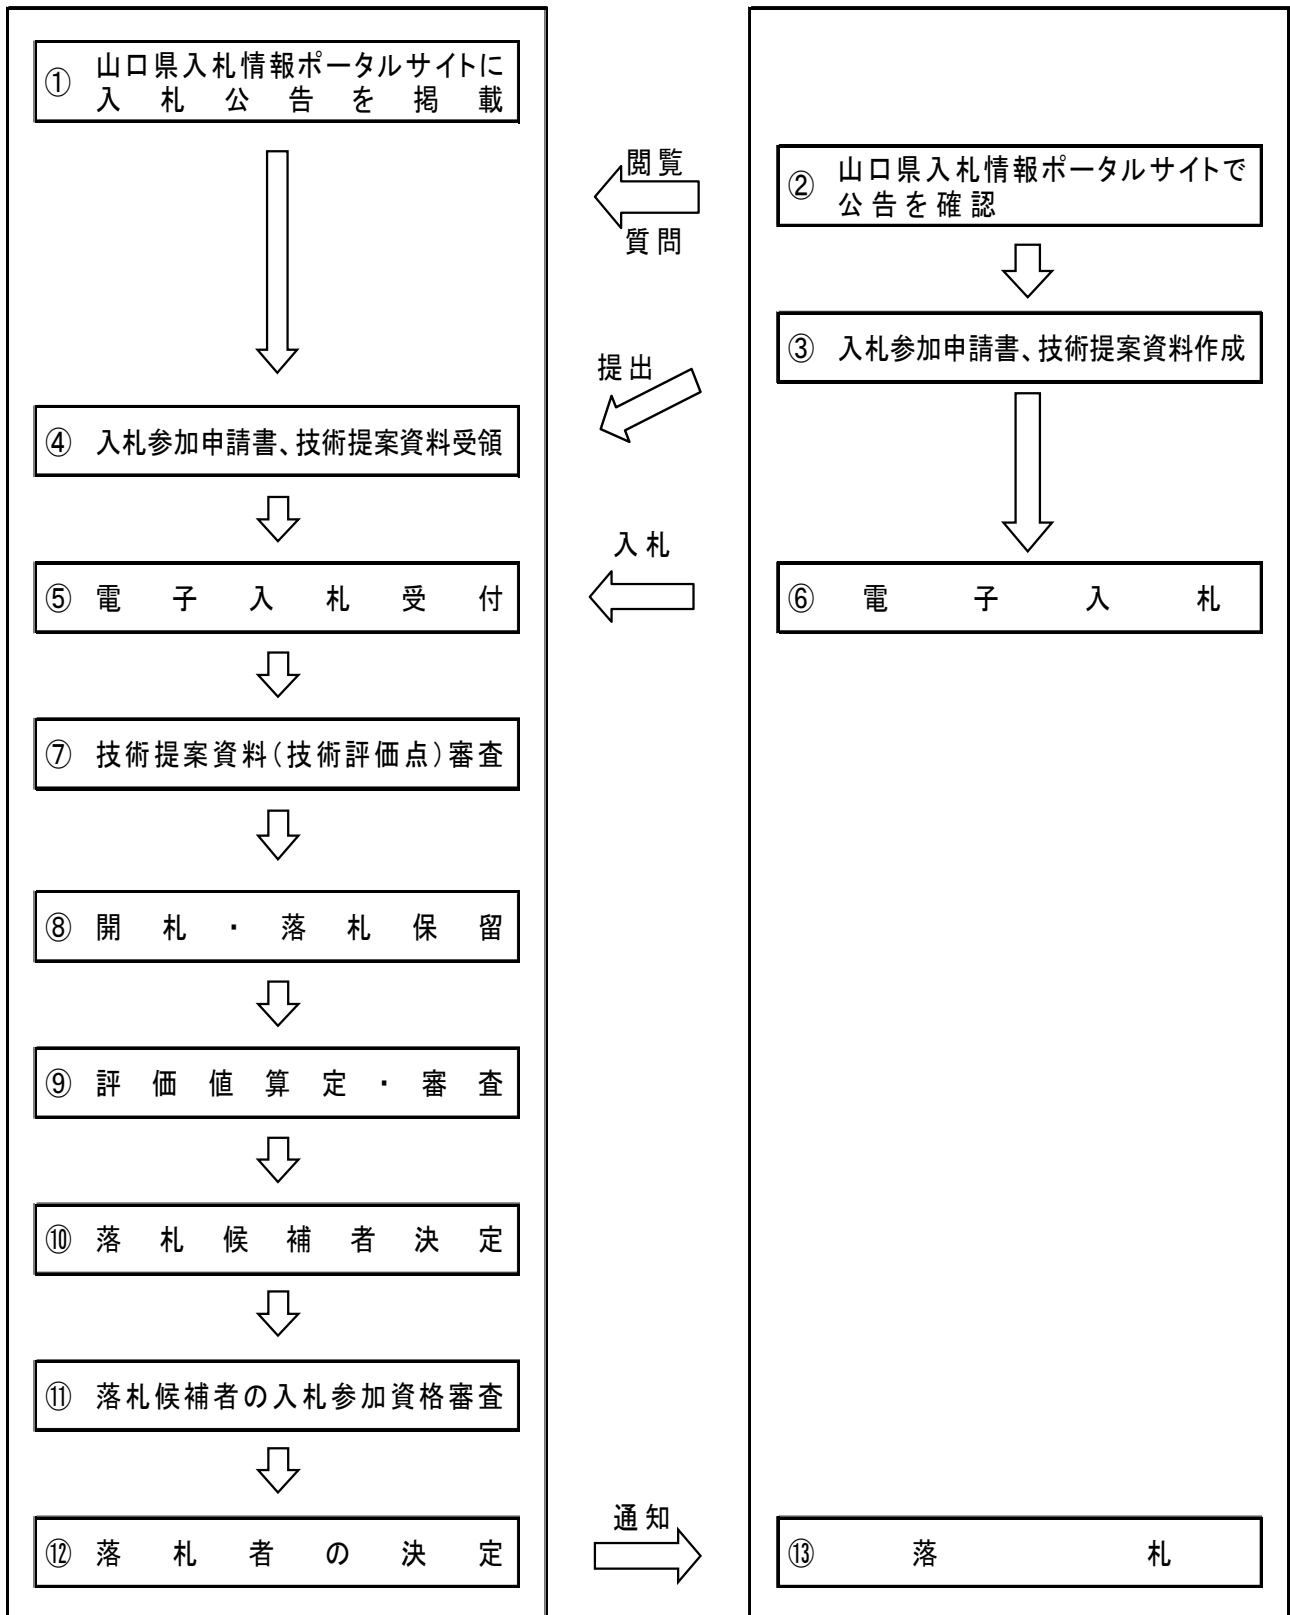 ① 山口県入札情報ポータルサイトに
入札公告を掲載
閲覧
質問
② 山口県入札情報ポータルサイトで
公告を確認
③ 入札参加申請書、技術提案資料作成
提出
④ 入札参加申請書、技術提案資料受領
入札
⑤ 電子入札受付
⑥ 電子入札
⑦ 技術提案資料(技術評価点)審査
⑧ 開札・落札保留
⑨ 評価値算定・審査
⑩ 落札候補者決定
⑪ 落札候補者の入札参加資格審査
⑫ 落札者の決定
通知
⑬ 落札